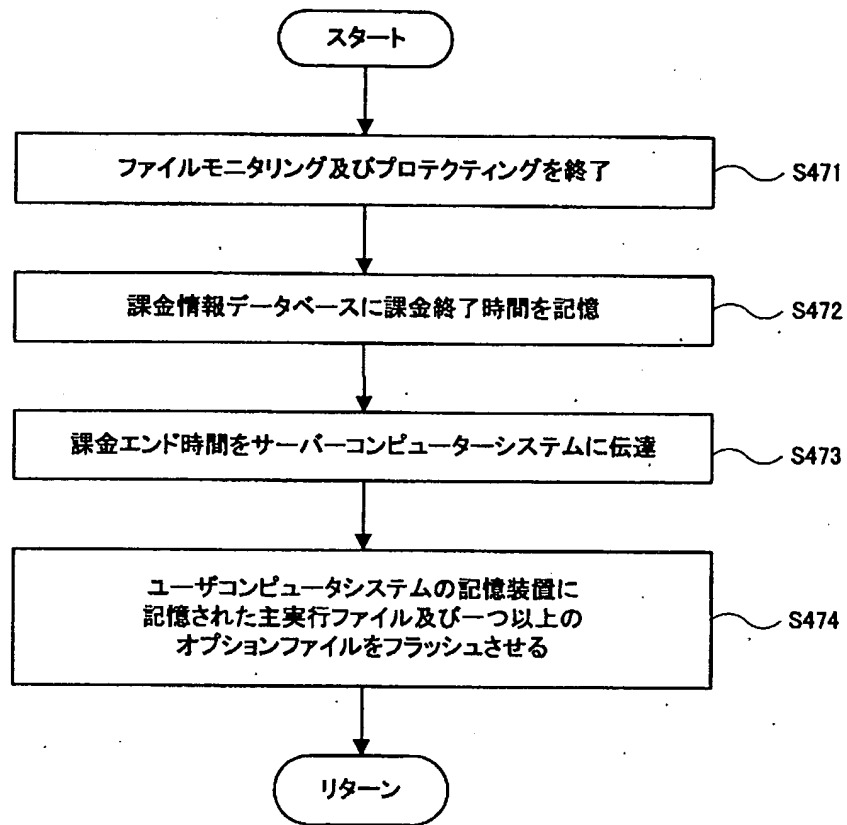 スタート
ファイルモニタリング及びプロテクティングを終了
S471
課金情報データベースに課金終了時間を記憶
S472
課金エンド時間をサーバーコンピューターシステムに伝達
S473
ユーザコンピュータシステムの記憶装置に
記憶された主実行ファイル及び一つ以上の
オプションファイルをフラッシュさせる
S474
リターン